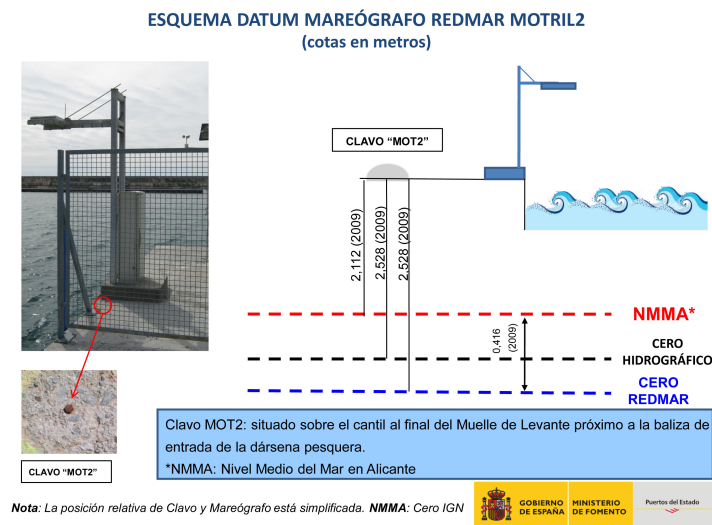 ESQUEMA DATUM MAREÓGRAFO REDMAR MOTRIL2
(cotas en metros)
CLAVO “MOT2”
2,112 (2009)
2,528 (2009)
2,528 (2009)
NMMA*
0,416
(2009)
CERO
HIDROGRÁFICO
CERO
REDMAR
Clavo MOT2: situado sobre el cantil al final del Muelle de Levante próximo a la baliza de
entrada de la dársena pesquera.
*NMMA: Nivel Medio del Mar en Alicante
CLAVO “MOT2”
Nota: La posición relativa de Clavo y Mareógrafo está simplificada. NMMA: Cero IGN
GOBIERNO
DE ESPAÑA
MINISTERIO
DE FOMENTO
Puertos del Estado